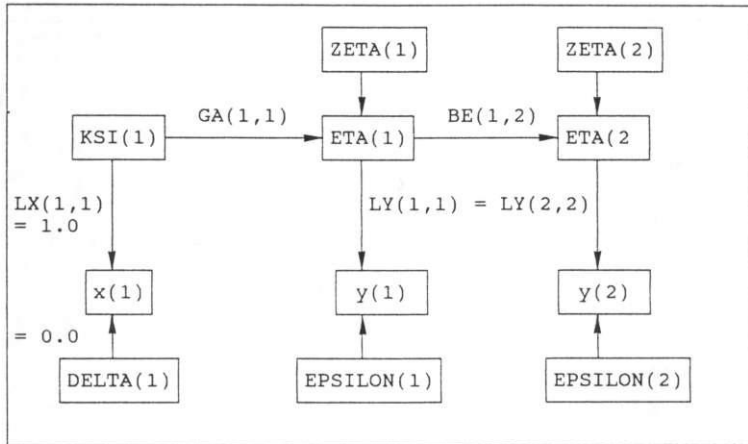 ZETA(1) ZETA(2)
GA(1,1) BE(1,2)
KSI(1) ETA(1) ETA(2
LX(1,1) LY(1,1) = LY(2,2)
= 1.0
x(1) y(1) y(2)
= 0.0
DELTA(1) EPSILON(1) EPSILON(2)